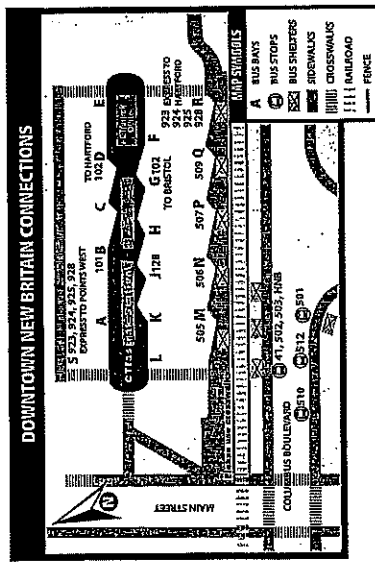 DOWNTOWN NEW BRITAIN CONNECTIONS
N
MAIN STREET
S 923, 924, 925, 928
EXPRESS TO POINTS WEST
A
101 B
C
TO HARTFORD
102 D
E
L
K
J 128
H
G 102
TO BRISTOL
F
923 EXPRESS TO
924 HARTFORD
925
928 R
505 M
506 N
507 P
509 Q
41, 502, 503, HNB
COLUMBUS BOULEVARD
510
512
501
MAP SYMBOLS
A BUS BAYS
BUS STOPS
BUS SHELTERS
SIDEWALKS
CROSSWALKS
RAILROAD
FENCE